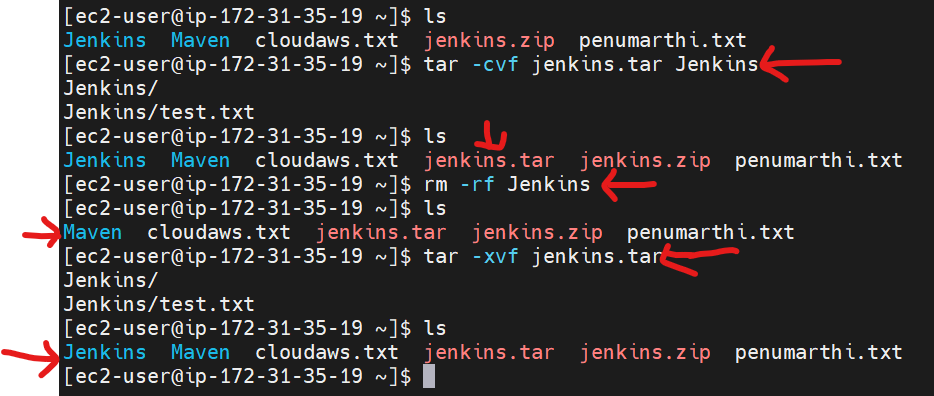 [ec2-user@ip-172-31-35-19 ~]$ ls
Jenkins  Maven  cloudaws.txt  jenkins.zip  penumarthi.txt
[ec2-user@ip-172-31-35-19 ~]$ tar -cvf jenkins.tar Jenkins
Jenkins/
Jenkins/test.txt
[ec2-user@ip-172-31-35-19 ~]$ ls
Jenkins  Maven  cloudaws.txt  jenkins.tar  jenkins.zip  penumarthi.txt
[ec2-user@ip-172-31-35-19 ~]$ rm -rf Jenkins
[ec2-user@ip-172-31-35-19 ~]$ ls
Maven  cloudaws.txt  jenkins.tar  jenkins.zip  penumarthi.txt
[ec2-user@ip-172-31-35-19 ~]$ tar -xvf jenkins.tar
Jenkins/
Jenkins/test.txt
[ec2-user@ip-172-31-35-19 ~]$ ls
Jenkins  Maven  cloudaws.txt  jenkins.tar  jenkins.zip  penumarthi.txt
[ec2-user@ip-172-31-35-19 ~]$